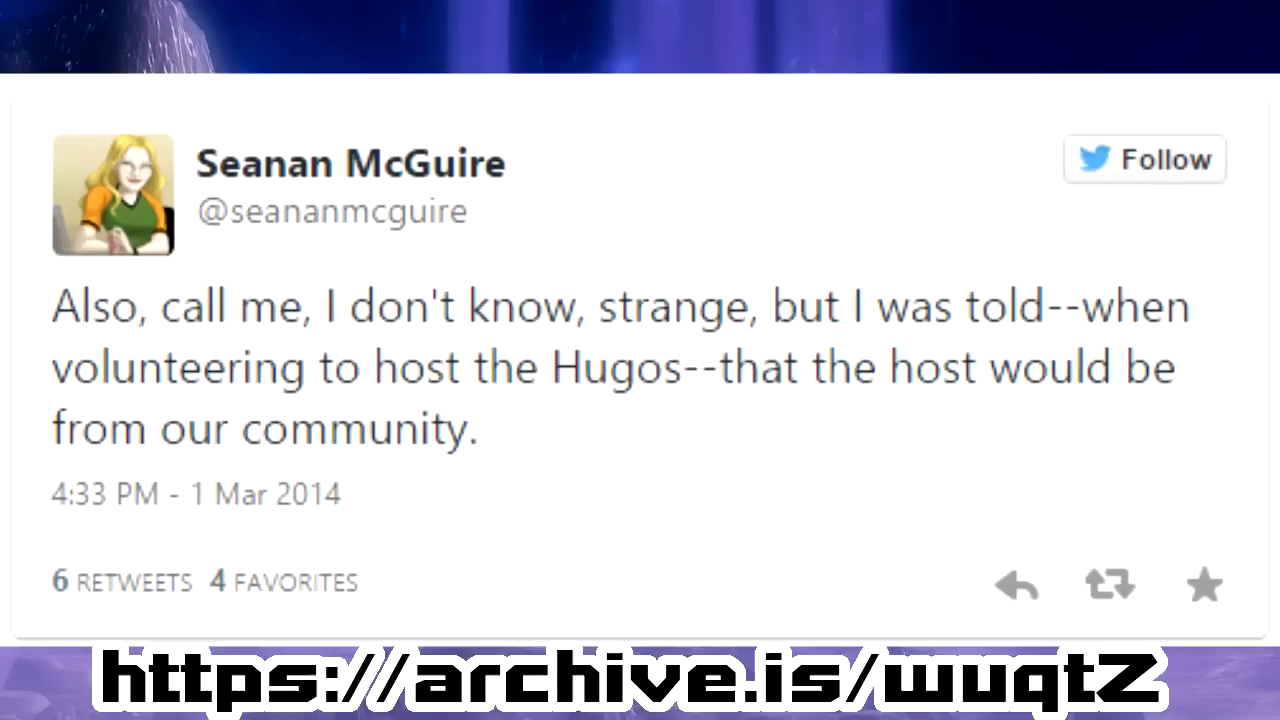 Seanan McGuire
@seananmcguire
Follow
Also, call me, I don't know, strange, but I was told--when
volunteering to host the Hugos--that the host would be
from our community.
4:33 PM - 1 Mar 2014
6 RETWEETS 4 FAVORITES
https://archive.is/wuqtZ